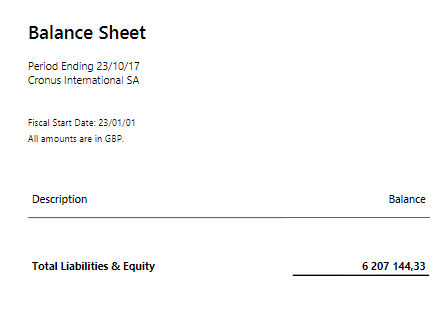 Balance Sheet
Period Ending 23/10/17
Cronus International SA
Fiscal Start Date: 23/01/01
All amounts are in GBP.
Description Balance
Total Liabilities & Equity 6 207 144,33